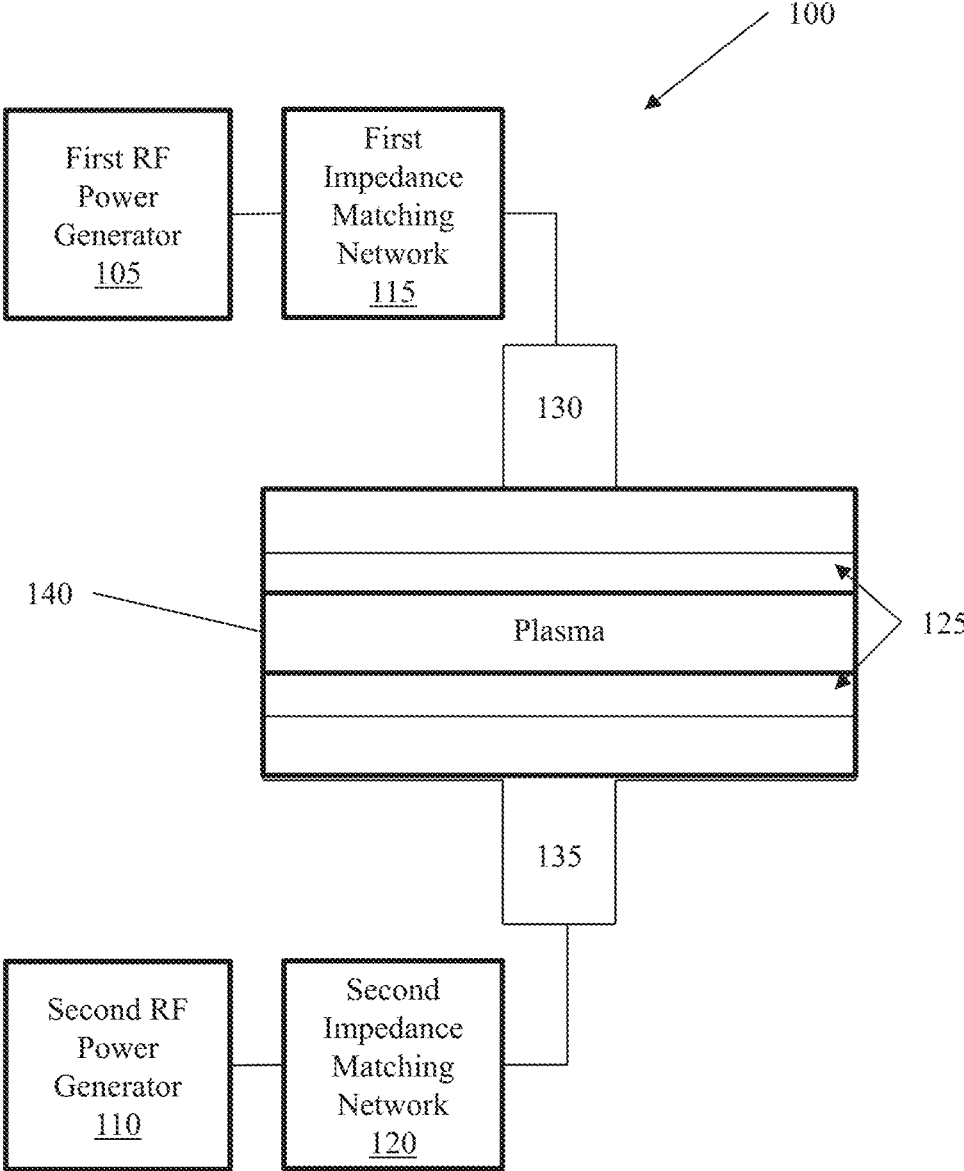 100
First RF
Power
Generator
105
First
Impedance
Matching
Network
115
130
140
Plasma
125
135
Second RF
Power
Generator
110
Second
Impedance
Matching
Network
120